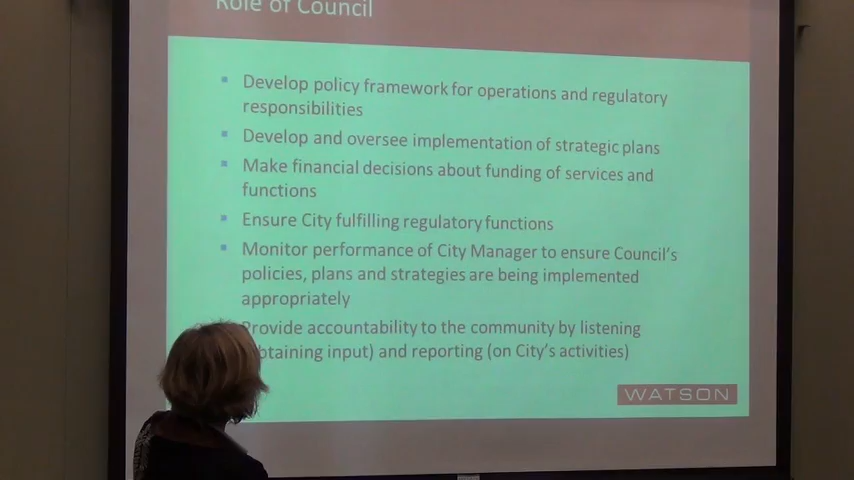 Role of Council
Develop policy framework for operations and regulatory
responsibilities
Develop and oversee implementation of strategic plans
Make financial decisions about funding of services and
functions
Ensure City fulfilling regulatory functions
Monitor performance of City Manager to ensure Council's
policies, plans and strategies are being implemented
appropriately
Provide accountability to the community by listening
obtaining input) and reporting (on City's activities)
WATSON